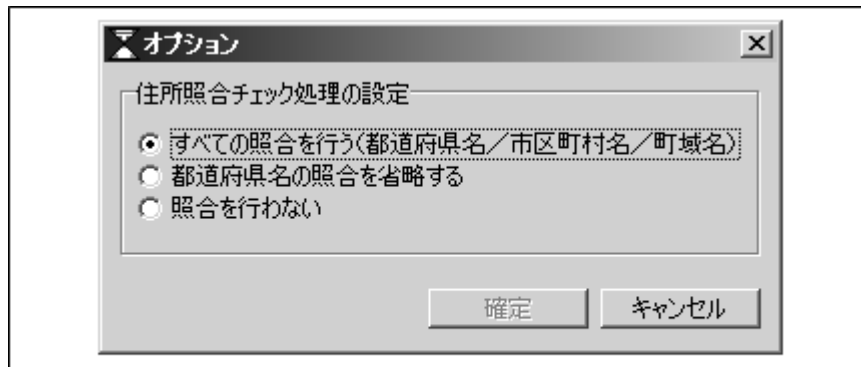 オプション
住所照合チェック処理の設定
すべての照合を行う(都道府県名／市区町村名／町域名)
都道府県名の照合を省略する
照合を行わない
確定
キャンセル